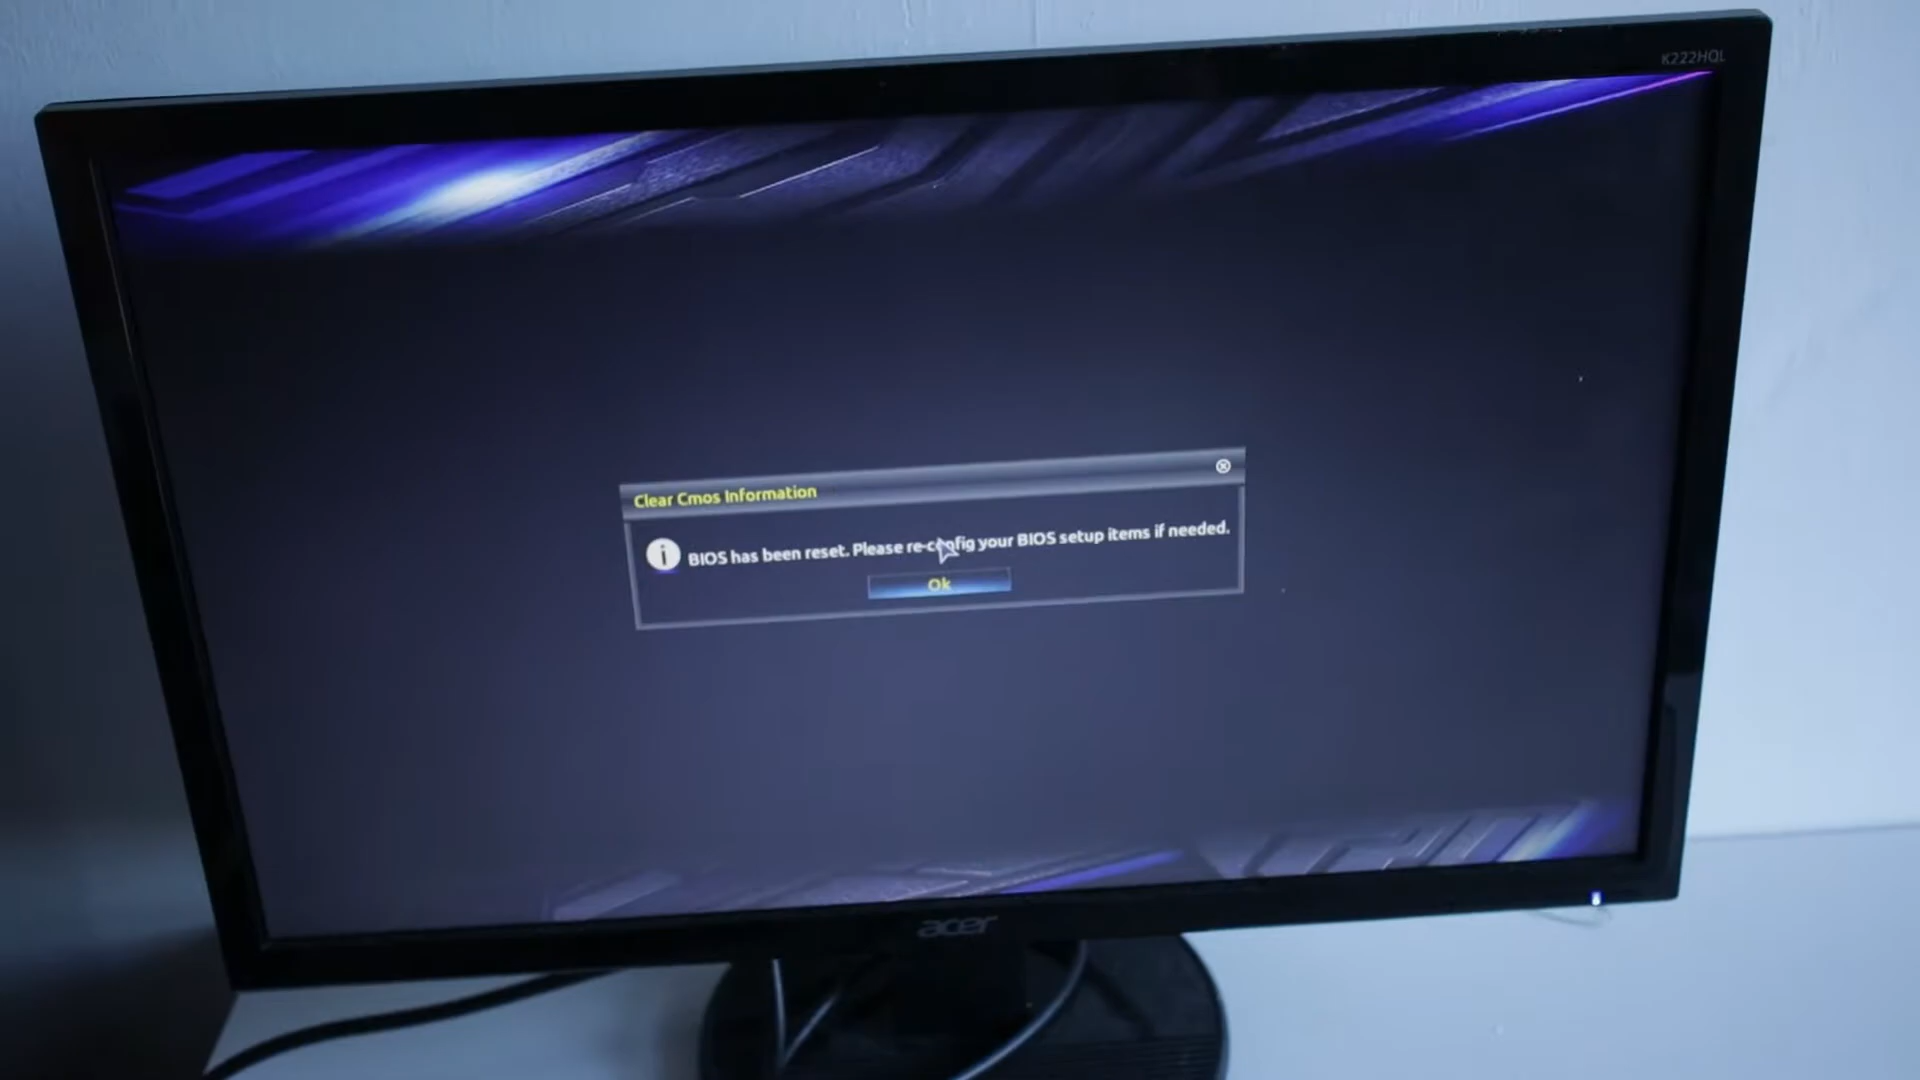 K222HQL
Clear Cmos Information
BIOS has been reset. Please re-config your BIOS setup items if needed.
Ok
acer